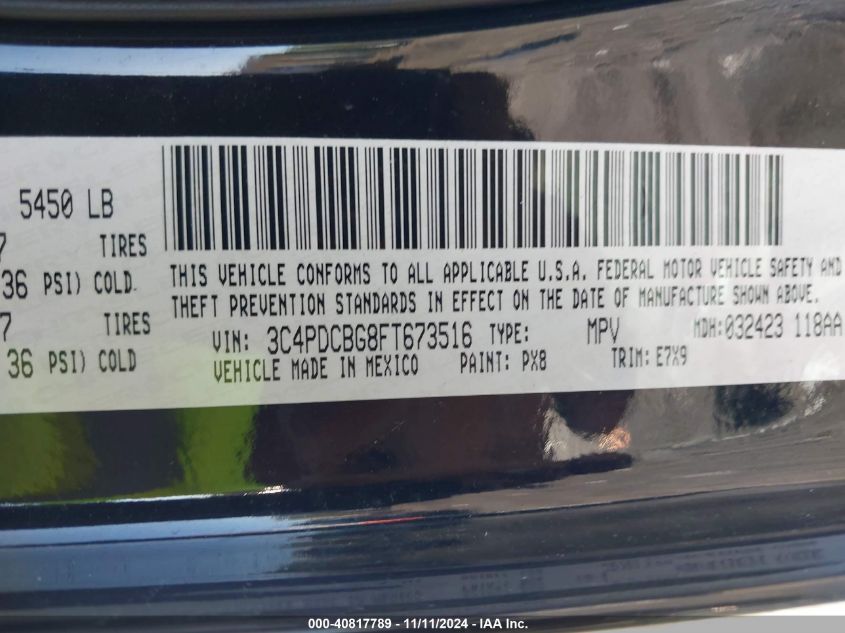 5450 LB
7 TIRES
36 PSI) COLD
7 TIRES
36 PSI) COLD
THIS VEHICLE CONFORMS TO ALL APPLICABLE U.S.A. FEDERAL MOTOR VEHICLE SAFETY AND
THEFT PREVENTION STANDARDS IN EFFECT ON THE DATE OF MANUFACTURE SHOWN ABOVE.
VIN: 3C4PDCBG8FT673516 TYPE: MPV MDH:032423 118AA
VEHICLE MADE IN MEXICO PAINT: PX8 TRIM: E7X9
000-40817789 - 11/11/2024 - IAA Inc.